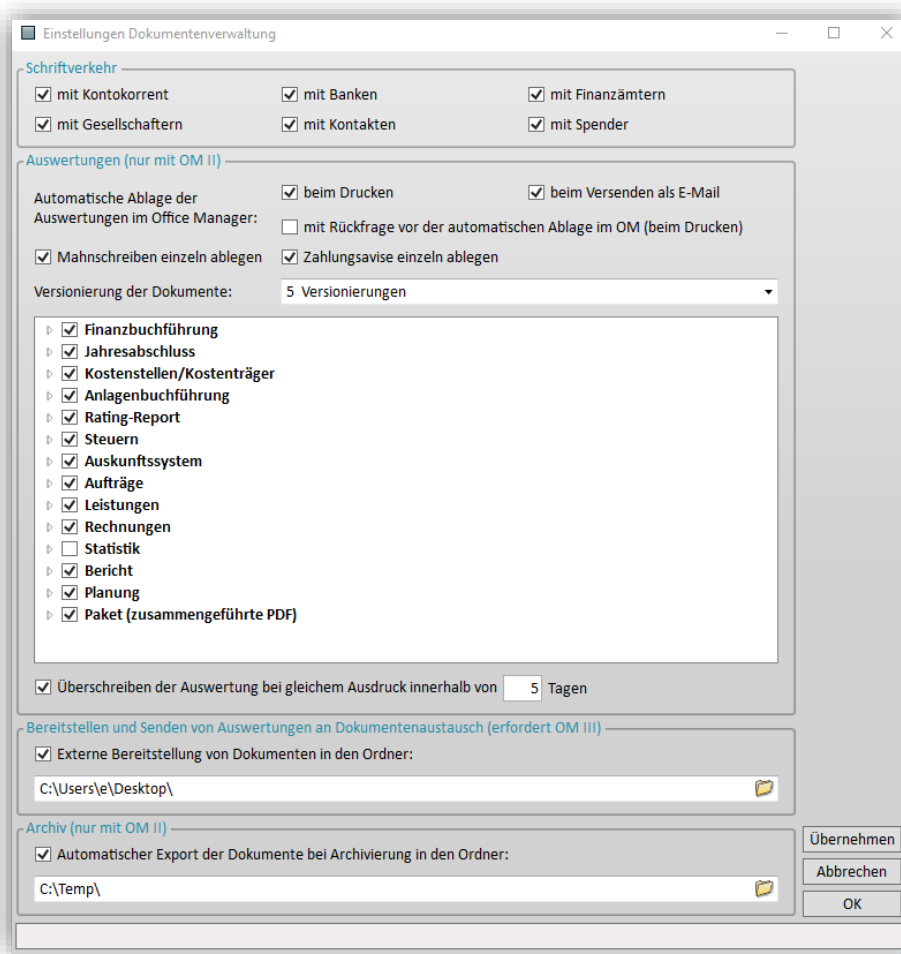 Einstellungen Dokumentenverwaltung
Schriftverkehr
mit Kontokorrent mit Banken mit Finanzämtern
mit Gesellschaftern mit Kontakten mit Spender
Auswertungen (nur mit OM II)
Automatische Ablage der
Auswertungen im Office Manager:
beim Drucken beim Versenden als E-Mail
mit Rückfrage vor der automatischen Ablage im OM (beim Drucken)
Mahnschreiben einzeln ablegen Zahlungsavise einzeln ablegen
Versionierung der Dokumente: 5 Versionierungen
Finanzbuchführung
Jahresabschluss
Kostenstellen/Kostenträger
Anlagenbuchführung
Rating-Report
Steuern
Auskunftssystem
Aufträge
Leistungen
Rechnungen
Statistik
Bericht
Planung
Paket (zusammengeführte PDF)
Überschreiben der Auswertung bei gleichem Ausdruck innerhalb von 5 Tagen
Bereitstellen und Senden von Auswertungen an Dokumentenaustausch (erfordert OM III)
Externe Bereitstellung von Dokumenten in den Ordner:
C:\Users\e\Desktop\
Archiv (nur mit OM II)
Automatischer Export der Dokumente bei Archivierung in den Ordner:
C:\Temp\
Übernehmen
Abbrechen
OK